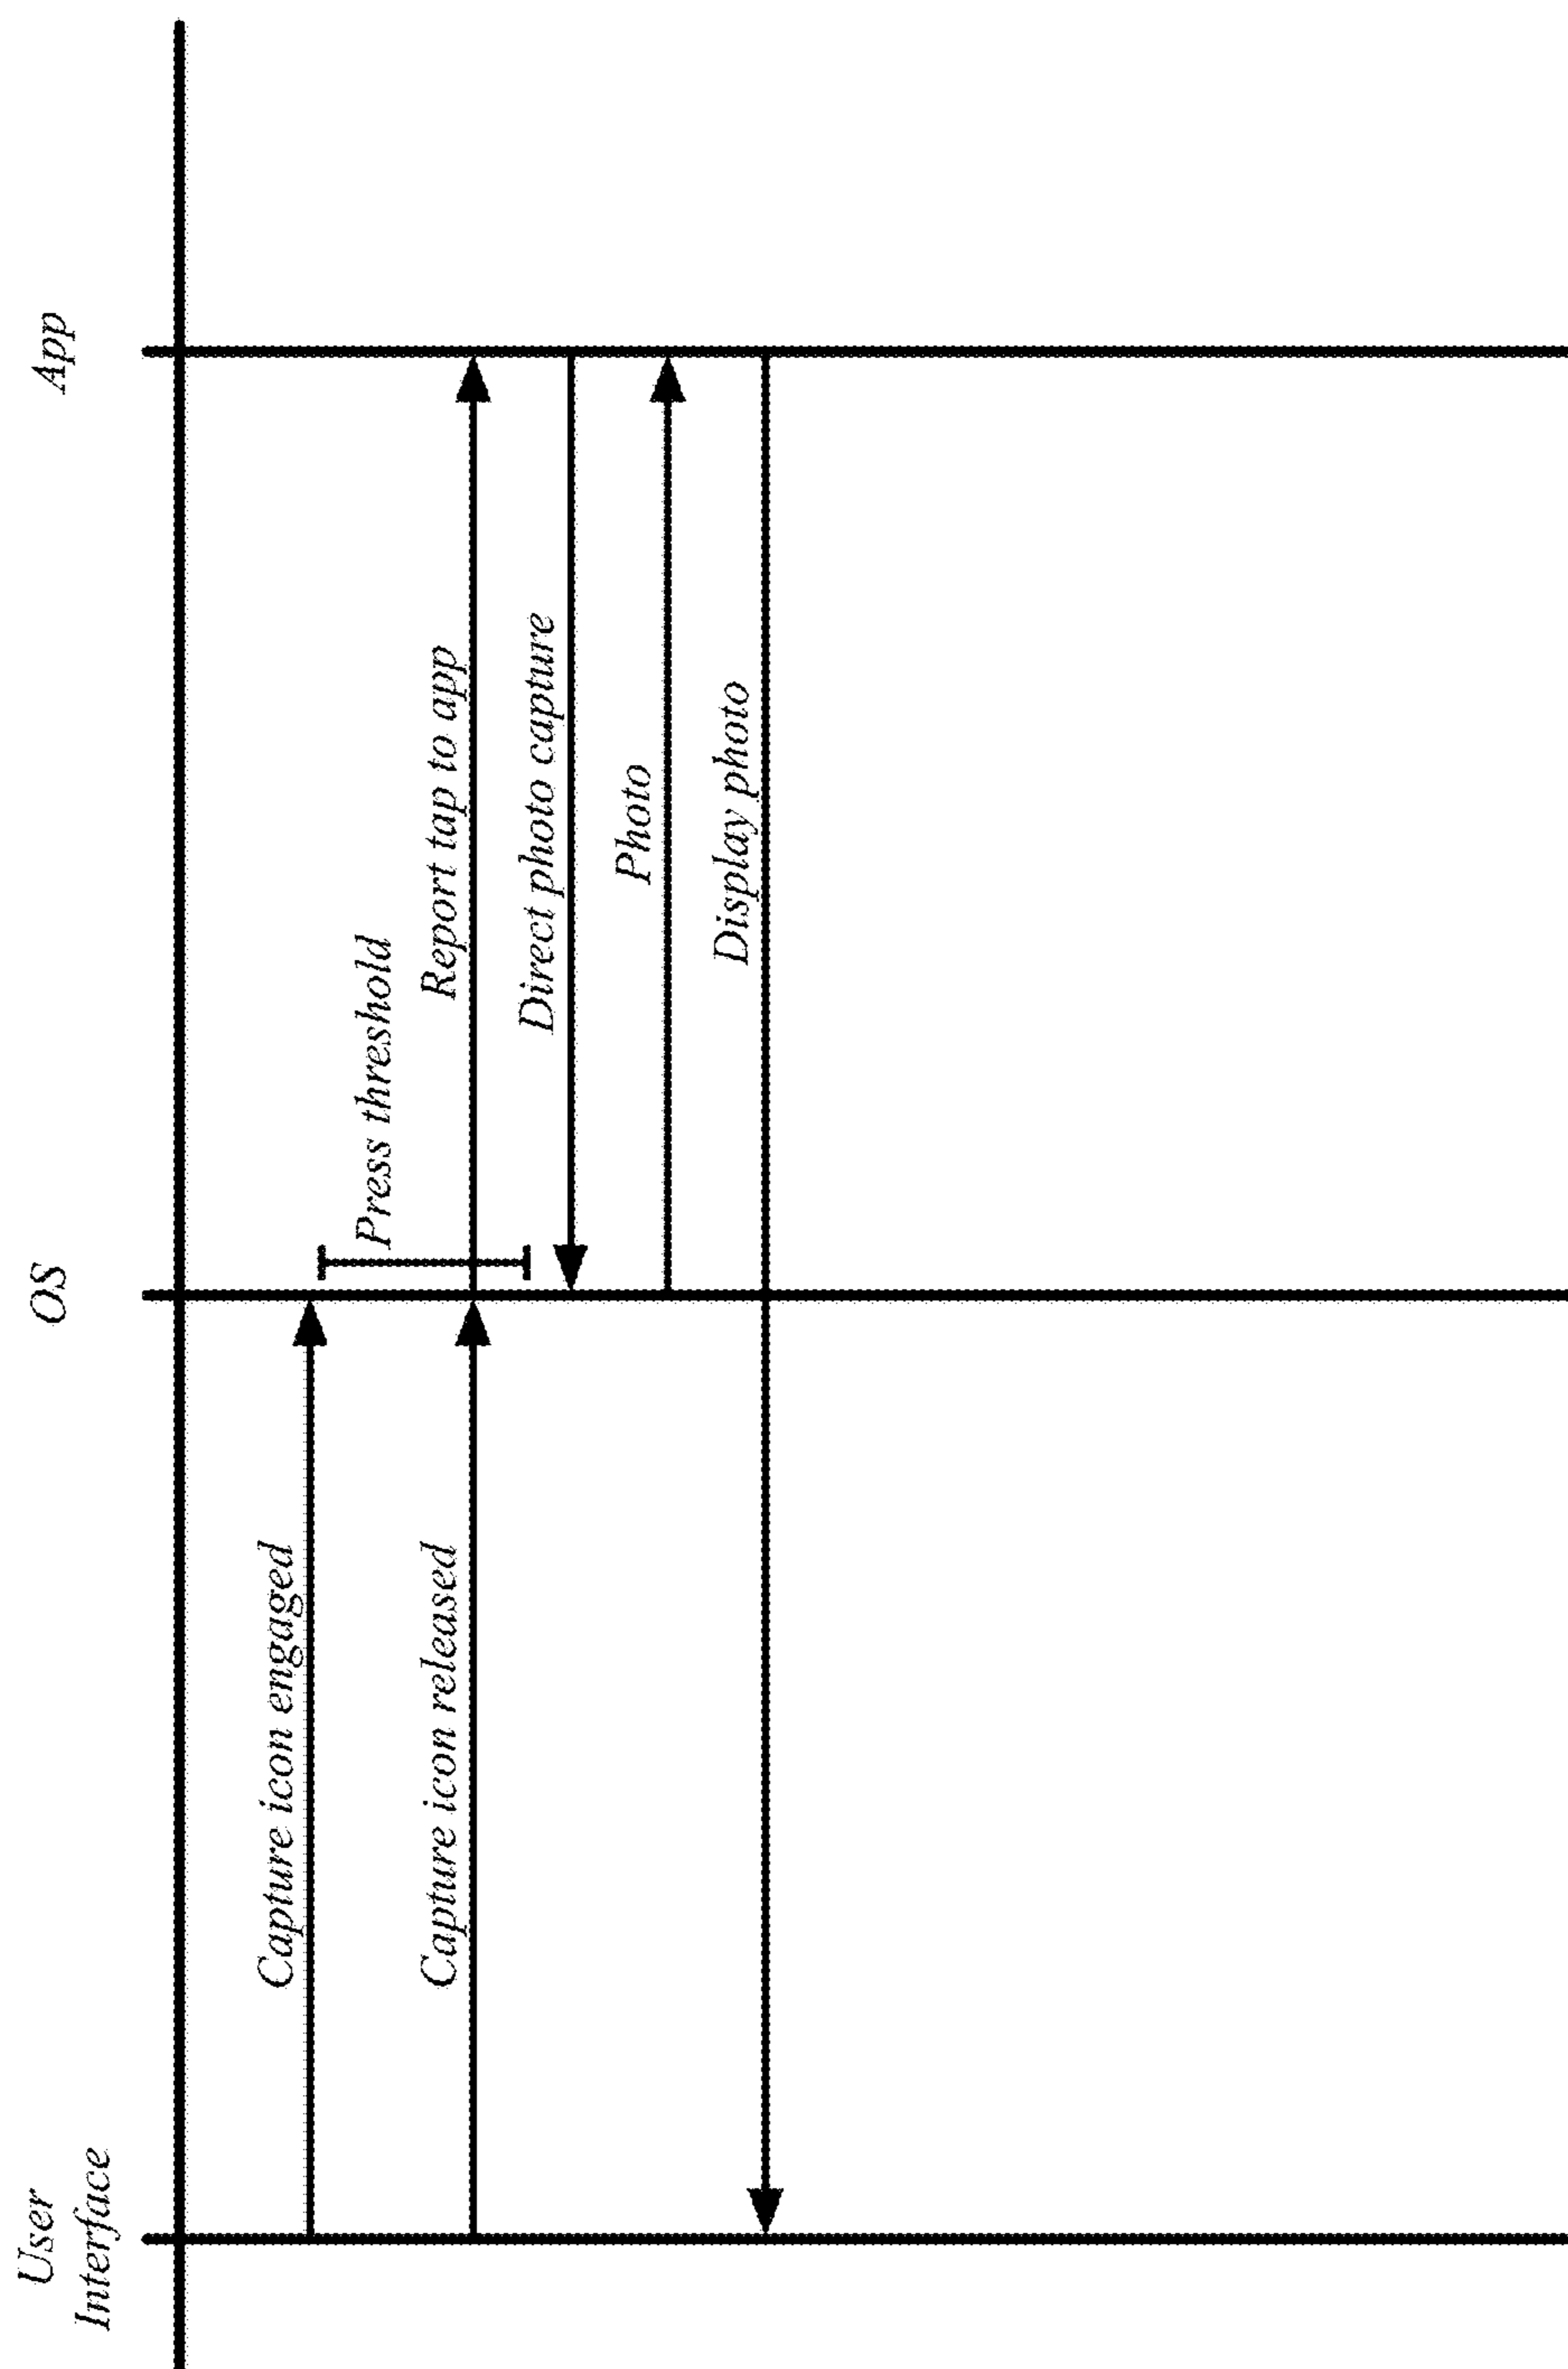 User
Interface
OS
App
Capture icon engaged
Press threshold
Capture icon released
Report tap to app
Direct photo capture
Photo
Display photo